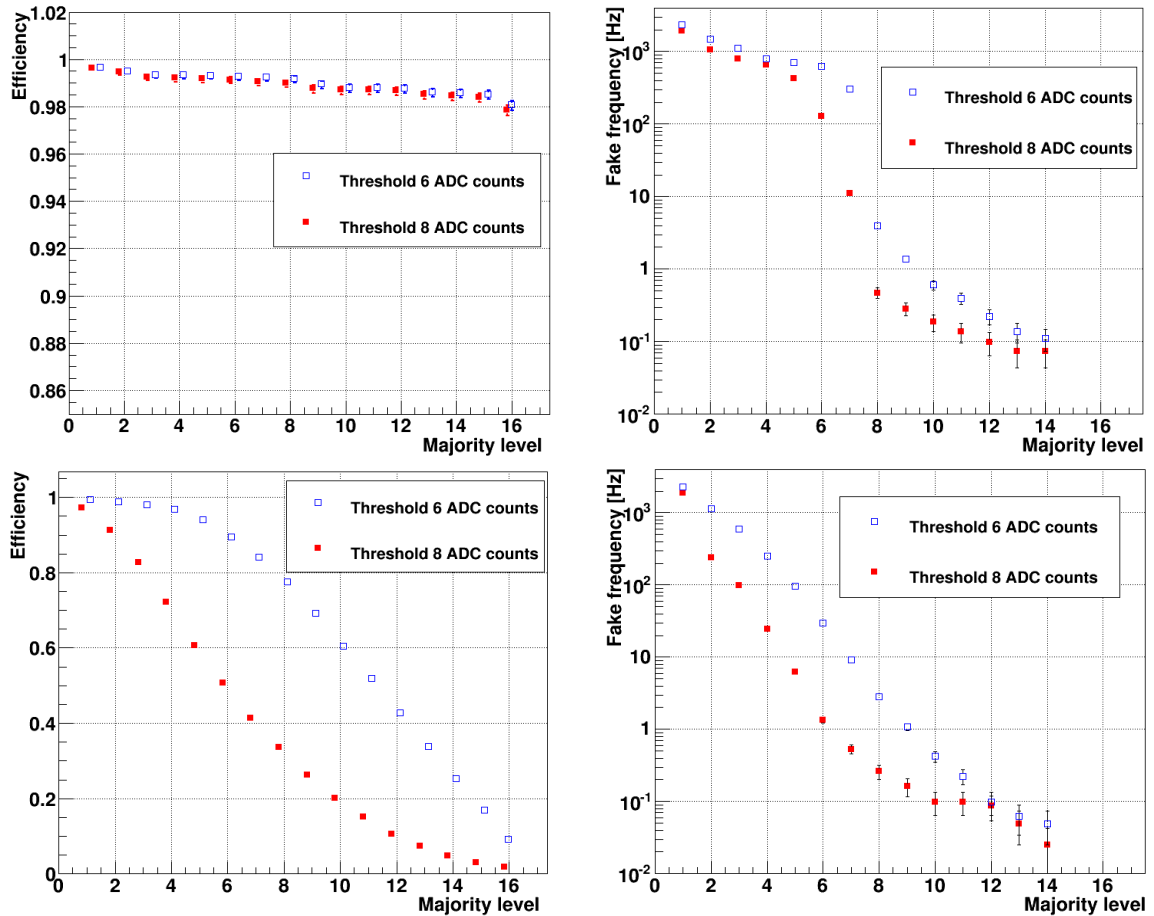 Efficiency
1.02
1
0.98
0.96
0.94
0.92
0.9
0.88
0.86
Threshold 6 ADC counts
Threshold 8 ADC counts
0 2 4 6 8 10 12 14 16
Majority level
Fake frequency [Hz]
10³
10²
10
1
10⁻¹
10⁻²
Threshold 6 ADC counts
Threshold 8 ADC counts
0 2 4 6 8 10 12 14 16
Majority level
Efficiency
1
0.8
0.6
0.4
0.2
0
Threshold 6 ADC counts
Threshold 8 ADC counts
0 2 4 6 8 10 12 14 16
Majority level
Fake frequency [Hz]
10³
10²
10
1
10⁻¹
10⁻²
Threshold 6 ADC counts
Threshold 8 ADC counts
0 2 4 6 8 10 12 14 16
Majority level